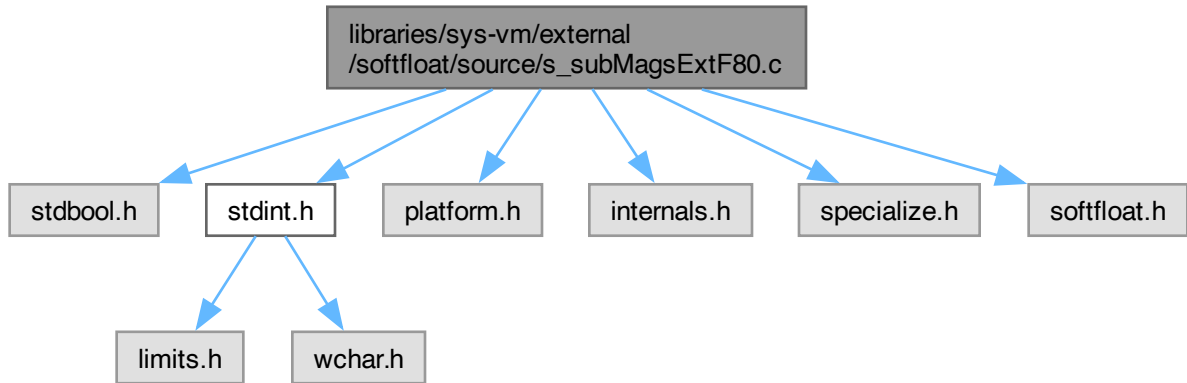 libraries/sys-vm/external
/softfloat/source/s_subMagsExtF80.c
stdbool.h
stdint.h
platform.h
internals.h
specialize.h
softfloat.h
limits.h
wchar.h